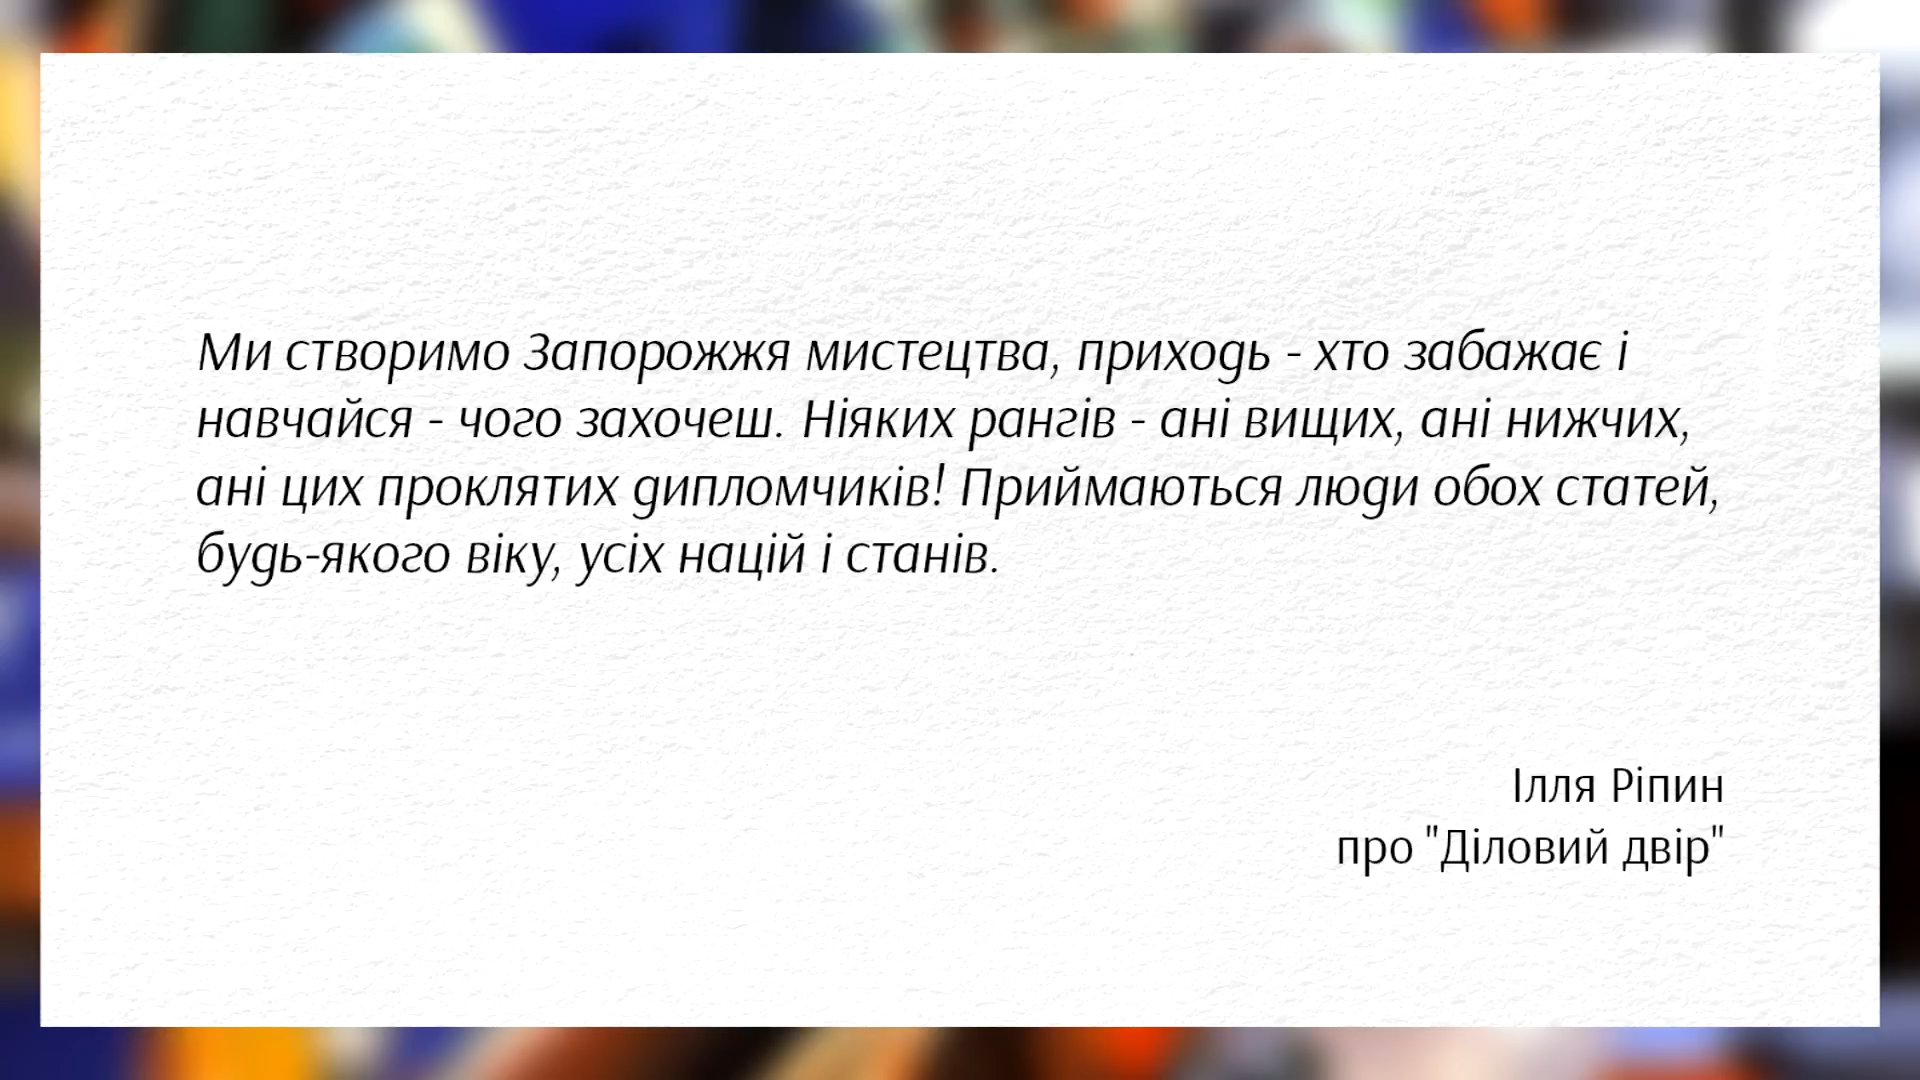 Ми створимо Запорожжя мистецтва, приходь - хто забажає і
навчайся - чого захочеш. Ніяких рангів - ані вищих, ані нижчих,
ані цих проклятих дипломчиків! Приймаються люди обох статей,
будь-якого віку, усіх націй і станів.
Ілля Ріпин
про "Діловий двір"